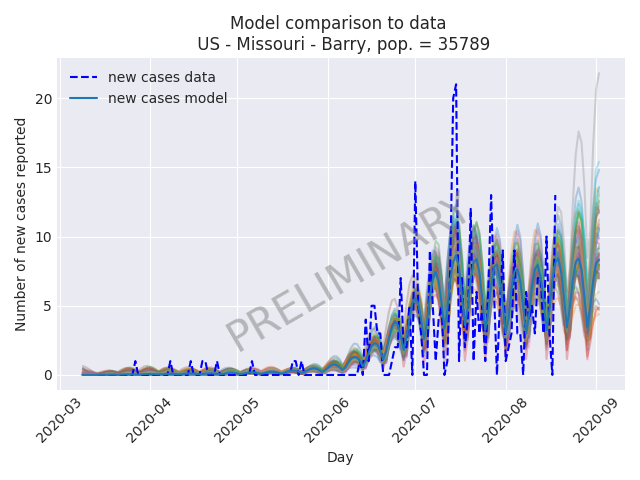 Model comparison to data
US - Missouri - Barry, pop. = 35789
new cases data
new cases model
PRELIMINARY
Number of new cases reported
20
15
10
5
0
2020-03
2020-04
2020-05
2020-06
2020-07
2020-08
2020-09
Day